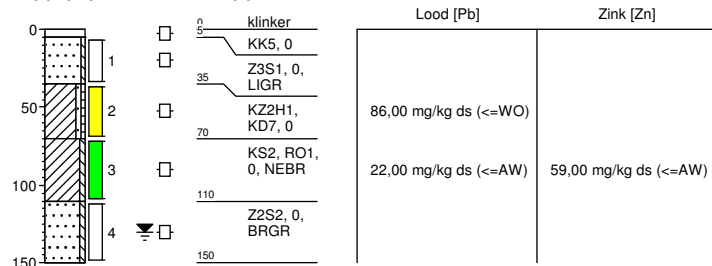 Lood [Pb]
Zink [Zn]
0
50
100
150
1
2
3
4
0
5
35
70
110
150
klinker
KK5, 0
Z3S1, 0,
LIGR
KZ2H1,
KD7, 0
KS2, RO1,
0, NEBR
Z2S2, 0,
BRGR
86,00 mg/kg ds (<=WO)
22,00 mg/kg ds (<=AW)
59,00 mg/kg ds (<=AW)